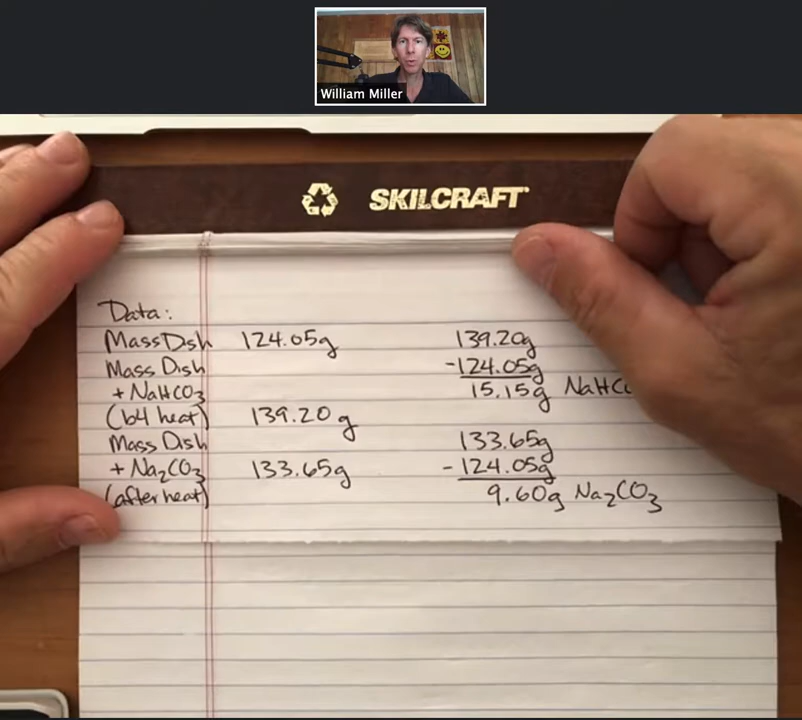 William Miller
SKILCRAFT
Data:
Mass Dish 124.05g
Mass Dish
+ NaHCO3
(b4 heat) 139.20g
Mass Dish
+ Na2CO3 133.65g
(after heat)
139.20g
-124.05g
15.15g
133.65g
- 124.05g
9.60g Na2CO3